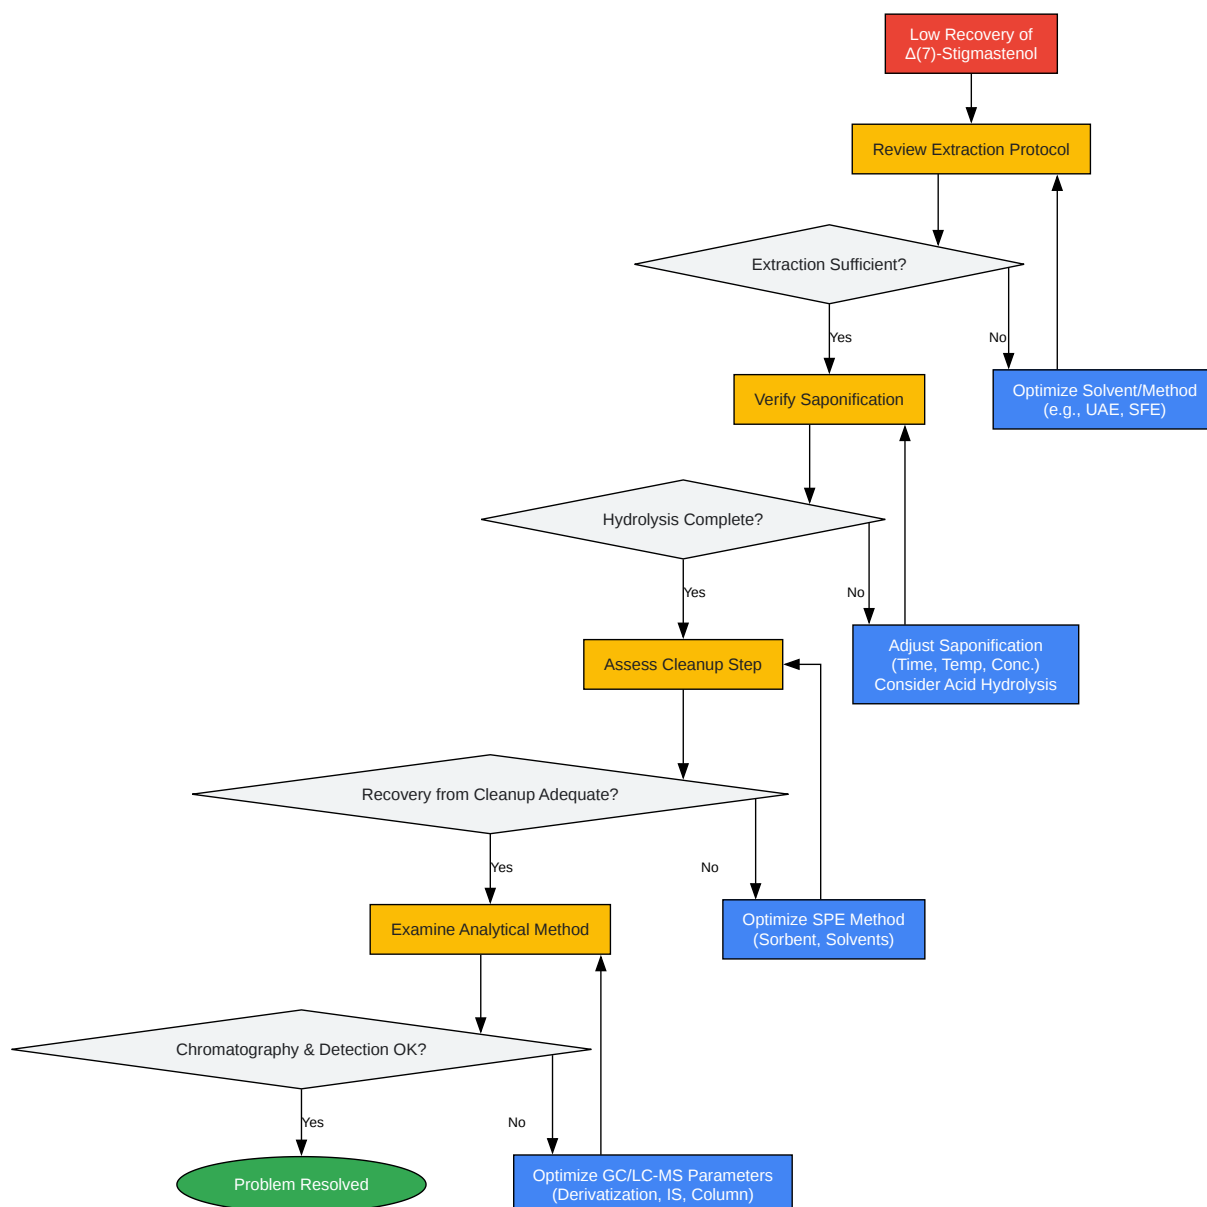 Low Recovery of
Δ(7)-Stigmastenol
Review Extraction Protocol
Extraction Sufficient?
Yes
No
Verify Saponification
Optimize Solvent/Method
(e.g., UAE, SFE)
Hydrolysis Complete?
Yes
No
Assess Cleanup Step
Adjust Saponification
(Time, Temp, Conc.)
Consider Acid Hydrolysis
Recovery from Cleanup Adequate?
Yes
No
Examine Analytical Method
Optimize SPE Method
(Sorbent, Solvents)
Chromatography & Detection OK?
Yes
No
Problem Resolved
Optimize GC/LC-MS Parameters
(Derivatization, IS, Column)